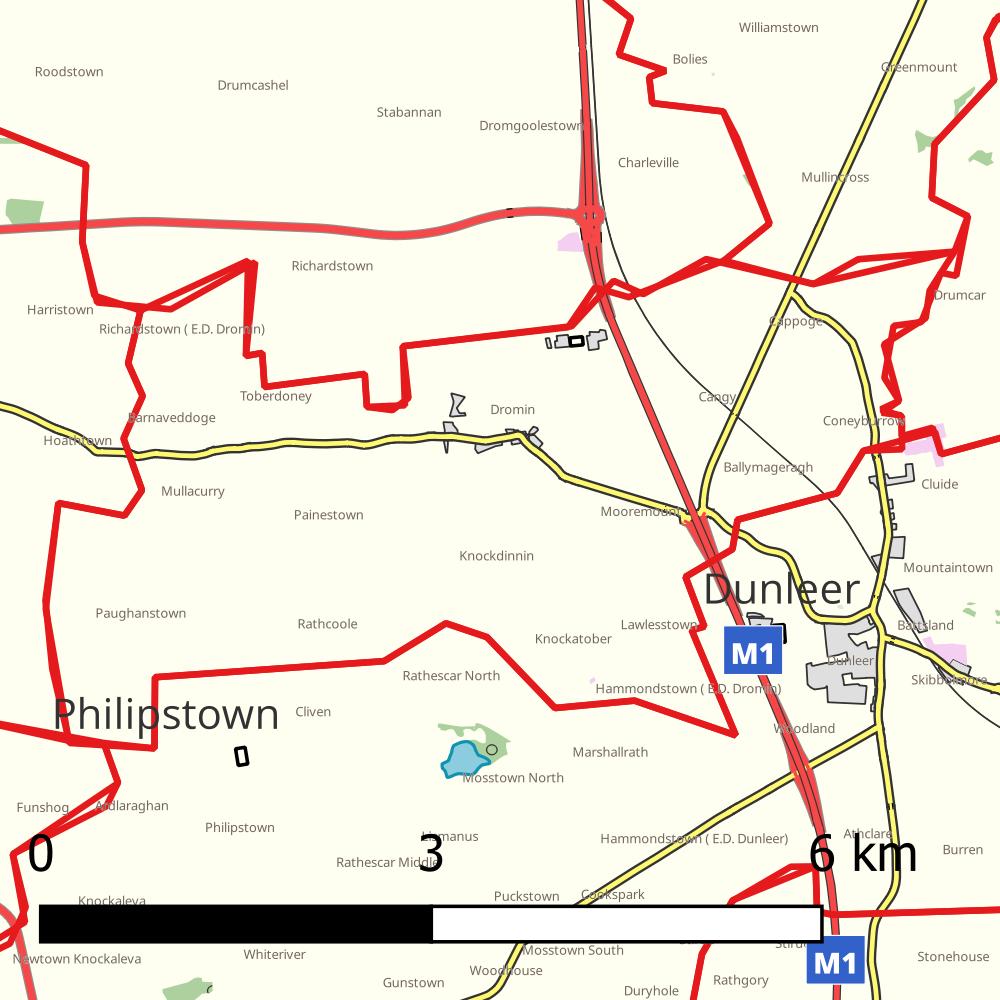 Williamstown
Bolies
Greenmount
Roodstown
Drumcashel
Stabannan
Dromgoolestown
Charleville
Mullincross
Richardstown
Drumcar
Harristown
Cappoge
Richardstown ( E.D. Dromin)
Toberdoney
Cangy
Dromin
Barnaveddoge
Coneyburrow
Hoathtown
Ballymageragh
Cluide
Mullacurry
Mooremount
Painestown
Knockdinnin
Mountaintown
Dunleer
Paughanstown
Rathcoole
Lawlesstown
Battsland
Knockatober
M1
Dunleer
Rathescar North
Skibbolmore
Hammondstown ( E.D. Dromin)
Philipstown
Cliven
Woodland
Marshallrath
Mosstown North
Funshog
Ardlaraghan
Philipstown
Lismanus
Hammondstown ( E.D. Dunleer)
Athclare
Burren
0
3
6 km
Rathescar Middle
Puckstown
Cookspark
Knockaleva
Mosstown South
Whiteriver
Newtown Knockaleva
M1
Stonehouse
Woodhouse
Gunstown
Rathgory
Duryhole